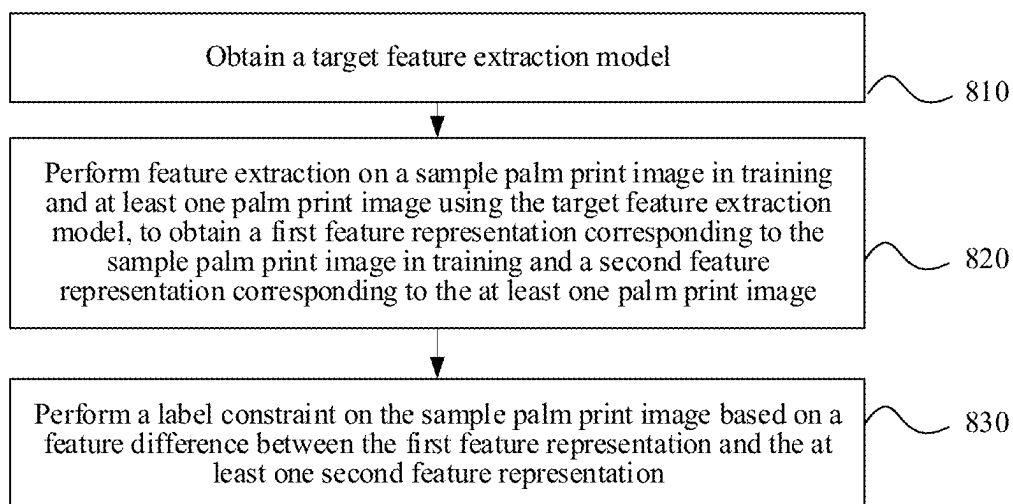 Obtain a target feature extraction model
810
Perform feature extraction on a sample palm print image in training
and at least one palm print image using the target feature extraction
model, to obtain a first feature representation corresponding to the
sample palm print image in training and a second feature
representation corresponding to the at least one palm print image
820
Perform a label constraint on the sample palm print image based on a
feature difference between the first feature representation and the at
least one second feature representation
830